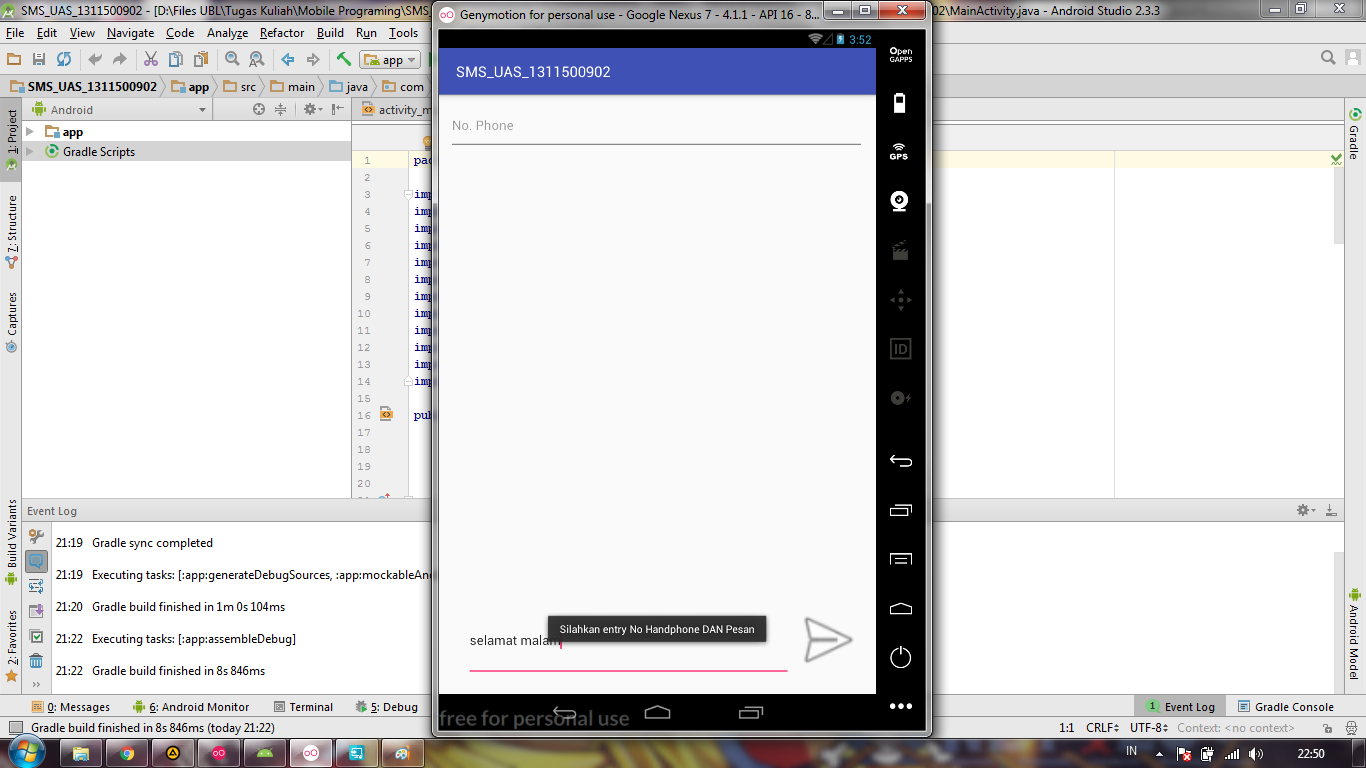 SMS_UAS_1311500902 - [D:\Files UBL\Tugas Kuliah\Mobile Programing\SMS_
02\MainActivity.java - Android Studio 2.3.3
File Edit View Navigate Code Analyze Refactor Build Run Tools
app
SMS_UAS_1311500902 app src main java com
Android
activity_m
app
Gradle Scripts
1: Project
7: Structure
Captures
Build Variants
2: Favorites
1 pac
2
3 imp
4 imp
5 imp
6 imp
7 imp
8 imp
9 imp
10 imp
11 imp
12 imp
13 imp
14 imp
15
16 pub
17
18
19
20
Genymotion for personal use - Google Nexus 7 - 4.1.1 - API 16 - 8...
3:52
SMS_UAS_1311500902
No. Phone
Silahkan entry No Handphone DAN Pesan
selamat malam
free for personal use
Open
GAPPS
GPS
ID
Gradle
Android Model
Event Log
21:19 Gradle sync completed
21:19 Executing tasks: [:app:generateDebugSources, :app:mockableAn
21:20 Gradle build finished in 1m 0s 104ms
21:22 Executing tasks: [:app:assembleDebug]
21:22 Gradle build finished in 8s 846ms
>>
0: Messages 6: Android Monitor Terminal 5: Debug
1 Event Log Gradle Console
Gradle build finished in 8s 846ms (today 21:22)
1:1 CRLF UTF-8 Context: <no context>
IN 22:50